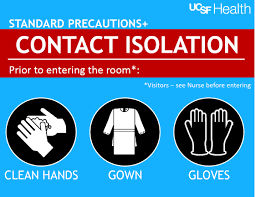 UCSF Health
STANDARD PRECAUTIONS+
CONTACT ISOLATION
Prior to entering the room*:
*Visitors – see Nurse before entering
CLEAN HANDS GOWN GLOVES